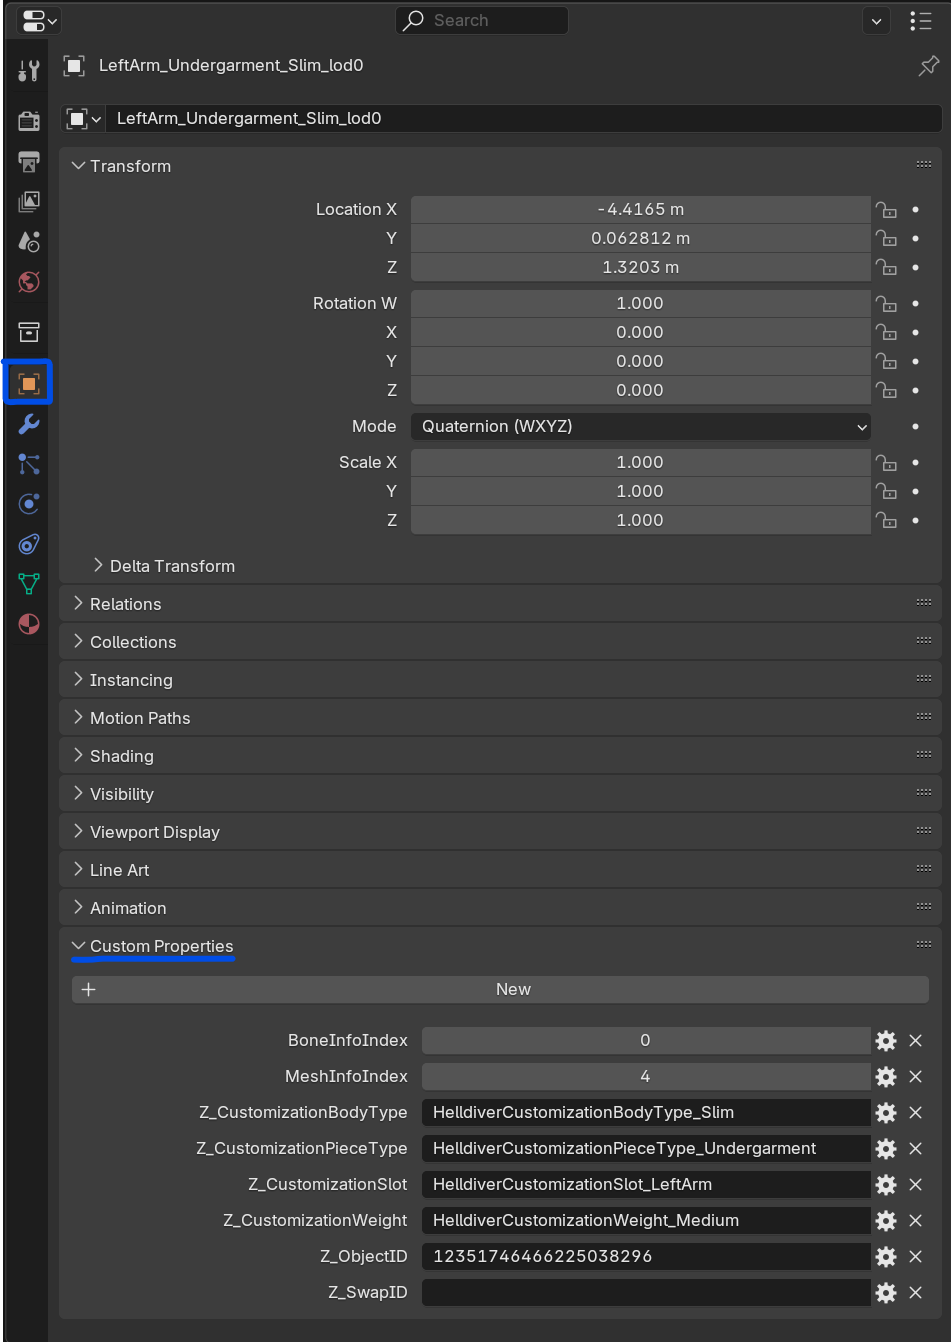 Search
LeftArm_Undergarment_Slim_lod0
LeftArm_Undergarment_Slim_lod0
Transform
Location X -4.4165 m
Y 0.062812 m
Z 1.3203 m
Rotation W 1.000
X 0.000
Y 0.000
Z 0.000
Mode Quaternion (WXYZ)
Scale X 1.000
Y 1.000
Z 1.000
Delta Transform
Relations
Collections
Instancing
Motion Paths
Shading
Visibility
Viewport Display
Line Art
Animation
Custom Properties
New
BoneInfoIndex 0
MeshInfoIndex 4
Z_CustomizationBodyType HelldiverCustomizationBodyType_Slim
Z_CustomizationPieceType HelldiverCustomizationPieceType_Undergarment
Z_CustomizationSlot HelldiverCustomizationSlot_LeftArm
Z_CustomizationWeight HelldiverCustomizationWeight_Medium
Z_ObjectID 12351746466225038296
Z_SwapID